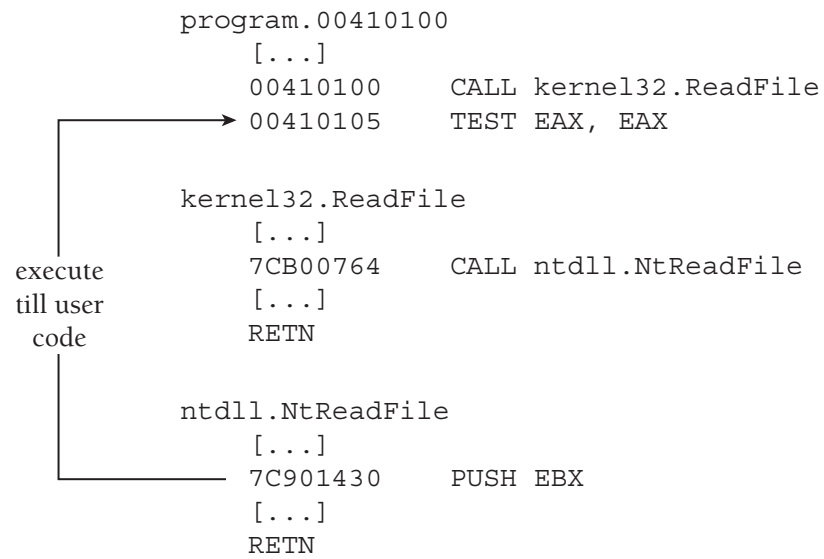 program.00410100
[...]
00410100 CALL kernel32.ReadFile
00410105 TEST EAX, EAX
kernel32.ReadFile
[...]
7CB00764 CALL ntdll.NtReadFile
[...]
RETN
execute
till user
code
ntdll.NtReadFile
[...]
7C901430 PUSH EBX
[...]
RETN